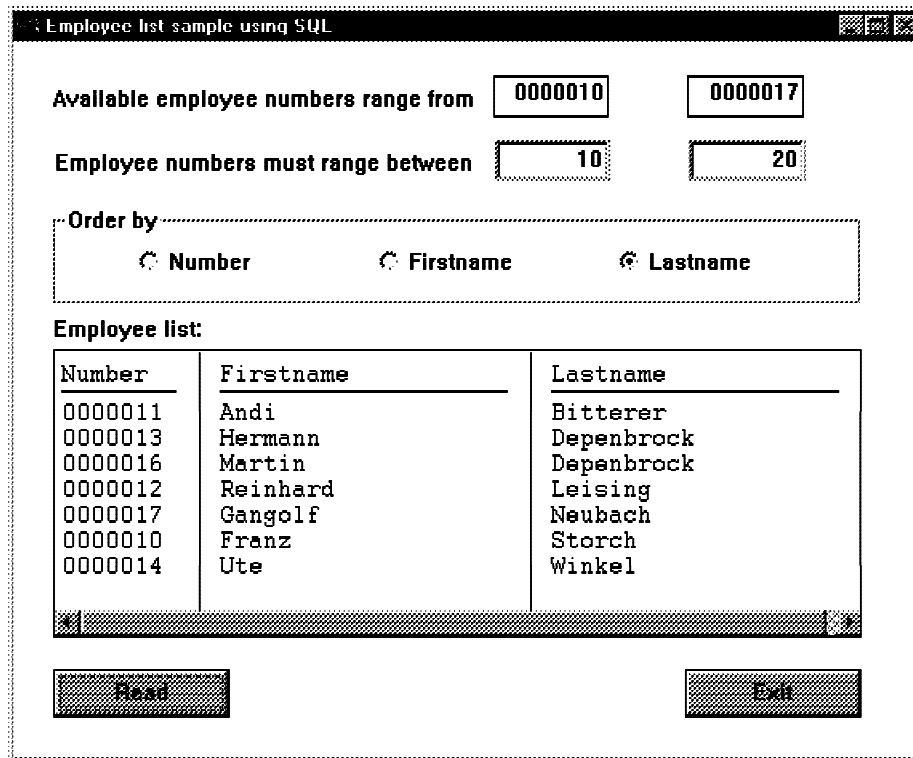 Employee list sample using SQL
Available employee numbers range from 0000010 0000017
Employee numbers must range between 10 20
Order by
Number Firstname Lastname
Employee list:
Number Firstname Lastname
0000011 Andi Bitterer
0000013 Hermann Depenbrock
0000016 Martin Depenbrock
0000012 Reinhard Leising
0000017 Gangolf Neubach
0000010 Franz Storch
0000014 Ute Winkel
Read Exit